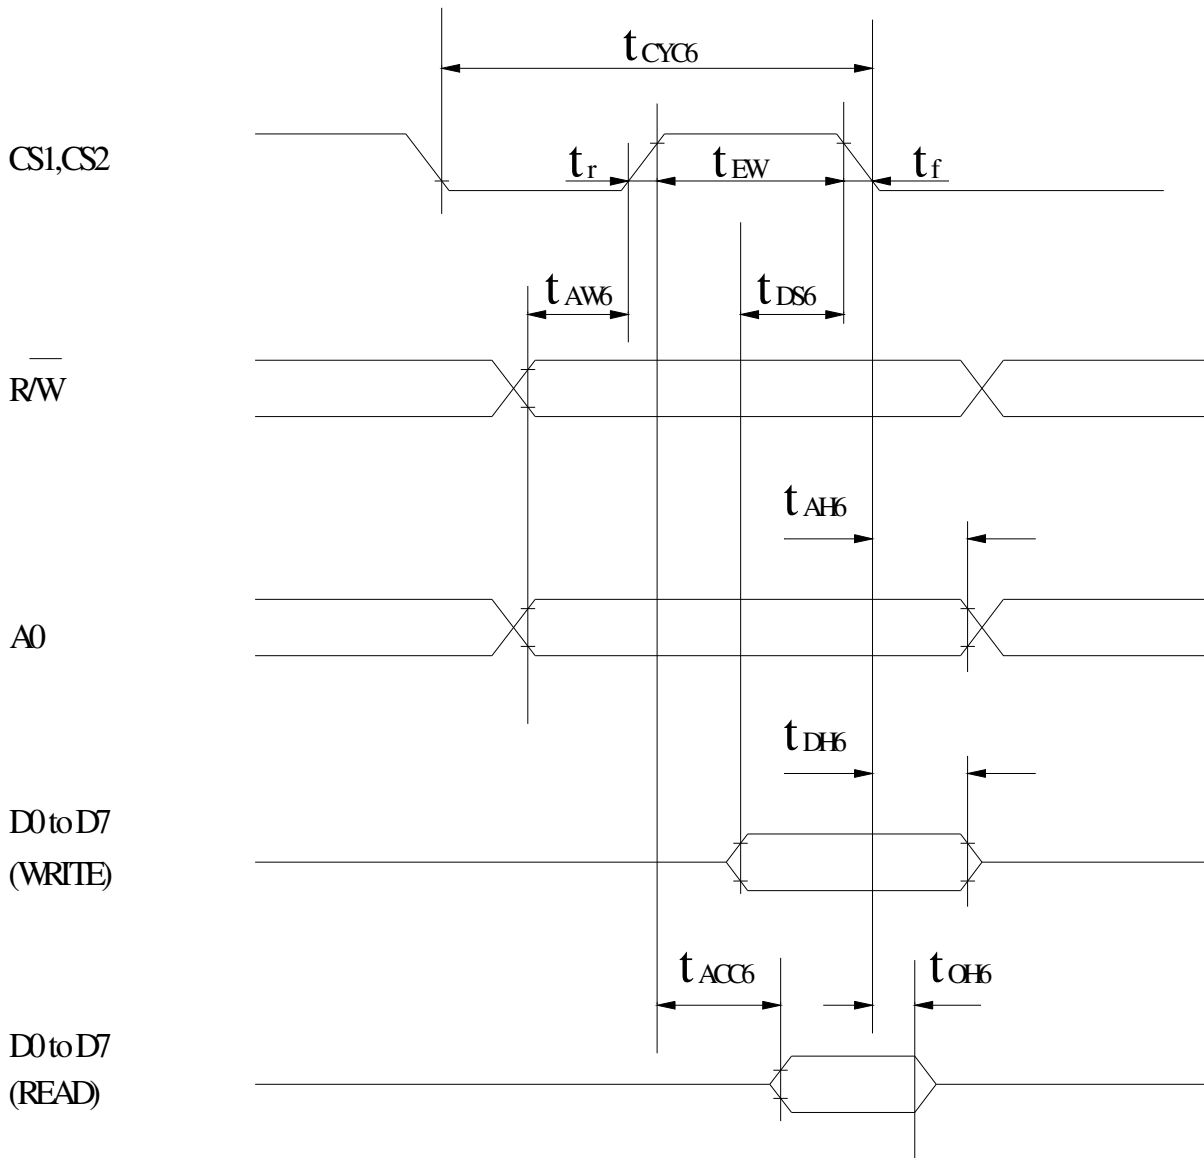 tCYC6
CS1,CS2
tr
tEW
tf
tAW6
tDS6
R/W̅
tAH6
A0
tDH6
D0 to D7
(WRITE)
tACC6
tOH6
D0 to D7
(READ)